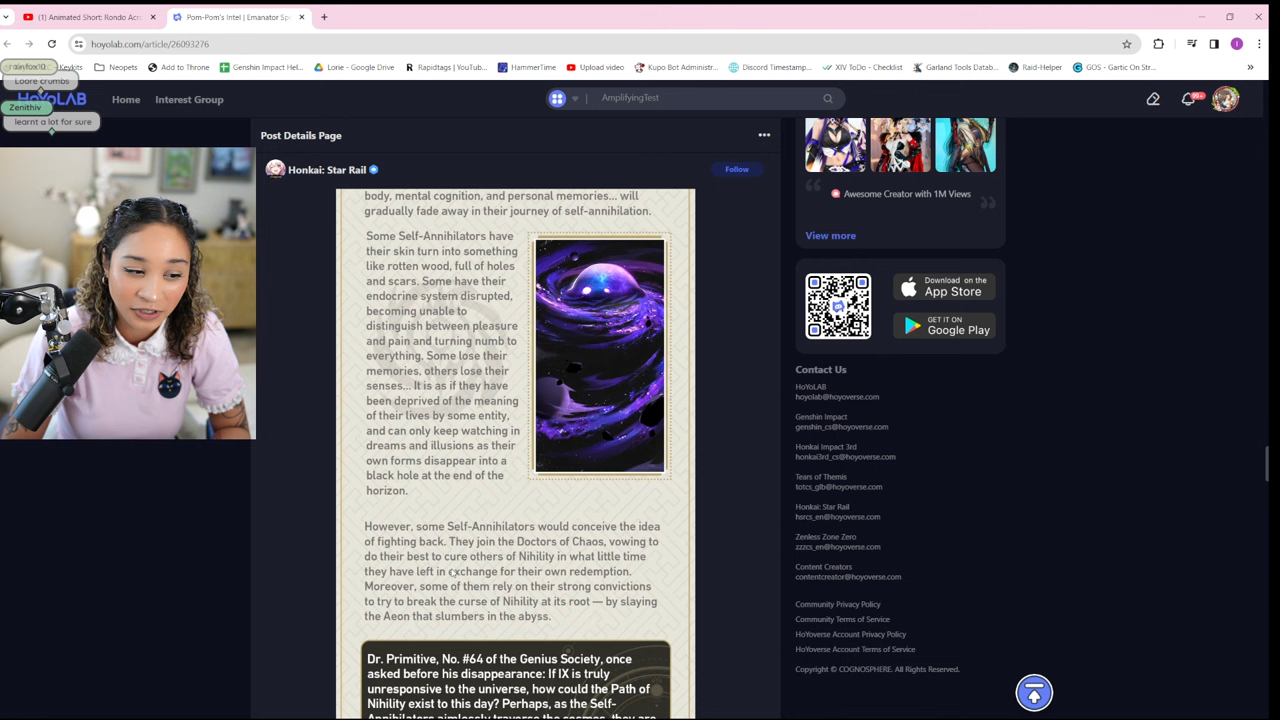 (1) Animated Short: Rondo Acro
Pom-Pom's Intel | Emanator Spe
hoyolab.com/article/26093276
Neopets
Add to Throne
Genshin Impact Hel...
Lorie - Google Drive
Rapidtags | YouTub...
HammerTime
Upload video
Kupo Bot Administr...
Discord Timestamp...
XIV ToDo - Checklist
Garland Tools Datab...
Raid-Helper
GOS - Gartic On Str...
Loore crumbs
Zenithiv
learnt a lot for sure
HOYOLAB
Home
Interest Group
AmplifyingTest
99+
Post Details Page
Honkai: Star Rail
Follow
body, mental cognition, and personal memories... will
gradually fade away in their journey of self-annihilation.
Some Self-Annihilators have
their skin turn into something
like rotten wood, full of holes
and scars. Some have their
endocrine system disrupted,
becoming unable to
distinguish between pleasure
and pain and turning numb to
everything. Some lose their
memories, others lose their
senses... It is as if they have
been deprived of the meaning
of their lives by some entity,
and can only keep watching in
dreams and illusions as their
own forms disappear into a
black hole at the end of the
horizon.
However, some Self-Annihilators would conceive the idea
of fighting back. They join the Doctors of Chaos, vowing to
do their best to cure others of Nihility in what little time
they have left in exchange for their own redemption.
Moreover, some of them rely on their strong convictions
to try to break the curse of Nihility at its root — by slaying
the Aeon that slumbers in the abyss.
Dr. Primitive, No. #64 of the Genius Society, once
asked before his disappearance: If IX is truly
unresponsive to the universe, how could the Path of
Nihility exist to this day? Perhaps, as the Self-
Annihilators aimlessly traverse the cosmos, they are
Awesome Creator with 1M Views
View more
Download on the
App Store
GET IT ON
Google Play
Contact Us
HoYoLAB
hoyolab@hoyoverse.com
Genshin Impact
genshin_cs@hoyoverse.com
Honkai Impact 3rd
honkai3rd_cs@hoyoverse.com
Tears of Themis
totcs_glb@hoyoverse.com
Honkai: Star Rail
hsrcs_en@hoyoverse.com
Zenless Zone Zero
zzzcs_en@hoyoverse.com
Content Creators
contentcreator@hoyoverse.com
Community Privacy Policy
Community Terms of Service
HoYoverse Account Privacy Policy
HoYoverse Account Terms of Service
Copyright © COGNOSPHERE. All Rights Reserved.